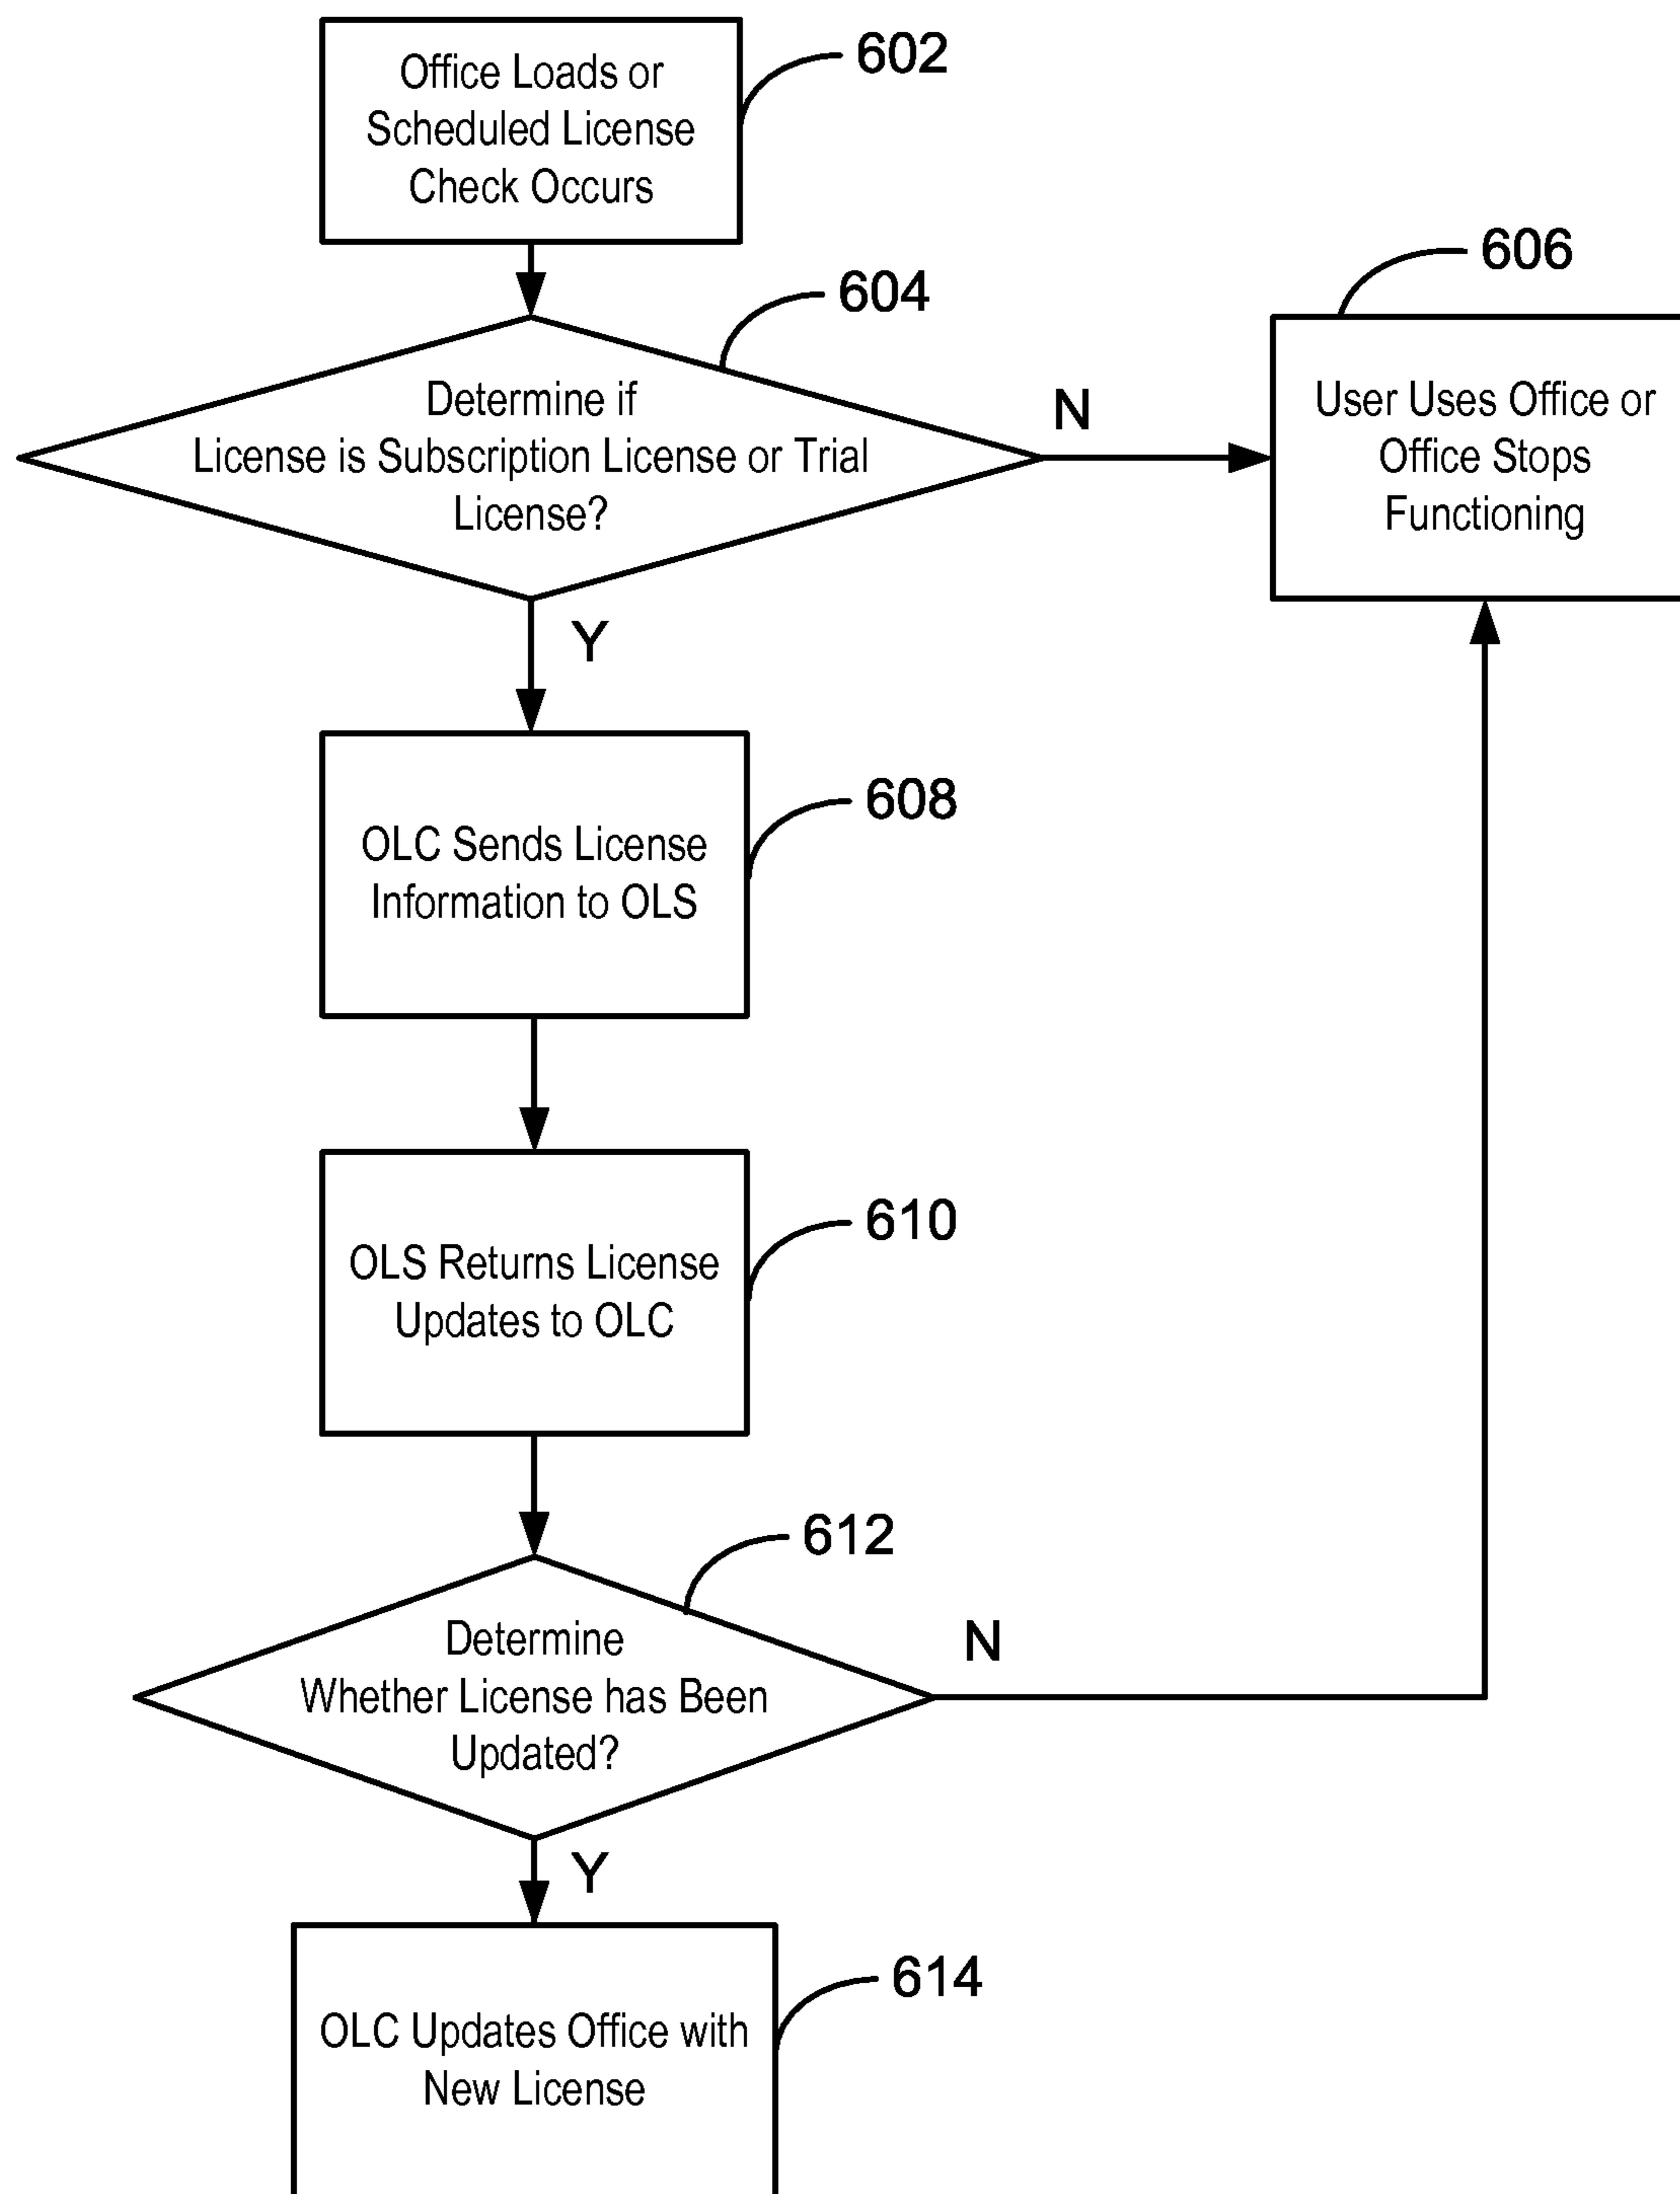 Office Loads or
Scheduled License
Check Occurs
602
604
Determine if
License is Subscription License or Trial
License?
N
606
User Uses Office or
Office Stops
Functioning
Y
OLC Sends License
Information to OLS
608
OLS Returns License
Updates to OLC
610
612
Determine
Whether License has Been
Updated?
N
Y
OLC Updates Office with
New License
614